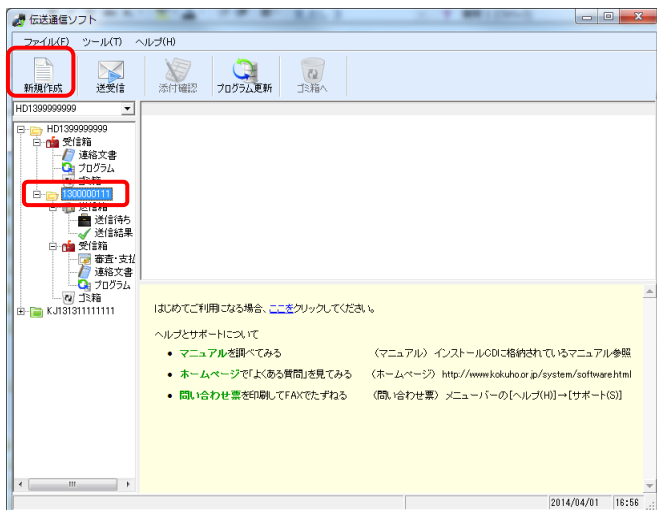 伝送通信ソフト
ファイル(F) ツール(T) ヘルプ(H)
新規作成 送受信 添付確認 プログラム更新 ゴミ箱へ
HD1399999999
HD1399999999
受信箱
連絡文書
プログラム
ゴミ箱
1300000111
送信箱
送信待ち
送信結果
受信箱
審査・支払
連絡文書
プログラム
ゴミ箱
KJ131311111111
はじめてご利用になる場合、ここをクリックしてください。
ヘルプとサポートについて
• マニュアルを調べてみる (マニュアル) インストールCDに格納されているマニュアル参照
• ホームページで「よくある質問」を見てみる (ホームページ) http://www.kokuho.or.jp/system/software.html
• 問い合わせ票を印刷してFAXでたずねる (問い合わせ票) メニューバーの[ヘルプ(H)]→[サポート(S)]
2014/04/01 16:56